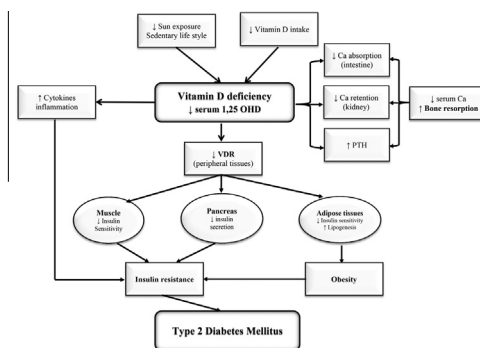 ↓ Sun exposure
Sedentary life style
↓ Vitamin D intake
↓ Ca absorption
(intestine)
↑ Cytokines
inflammation
Vitamin D deficiency
↓ serum 1,25 OHD
↓ Ca retention
(kidney)
↓ serum Ca
↑ Bone resorption
↑ PTH
↓ VDR
(peripheral tissues)
Muscle
↓ Insulin
Sensitivity
Pancreas
↓ insulin
secretion
Adipose tissues
↓ Insulin sensitivity
↑ Lipogenesis
Insulin resistance
Obesity
Type 2 Diabetes Mellitus